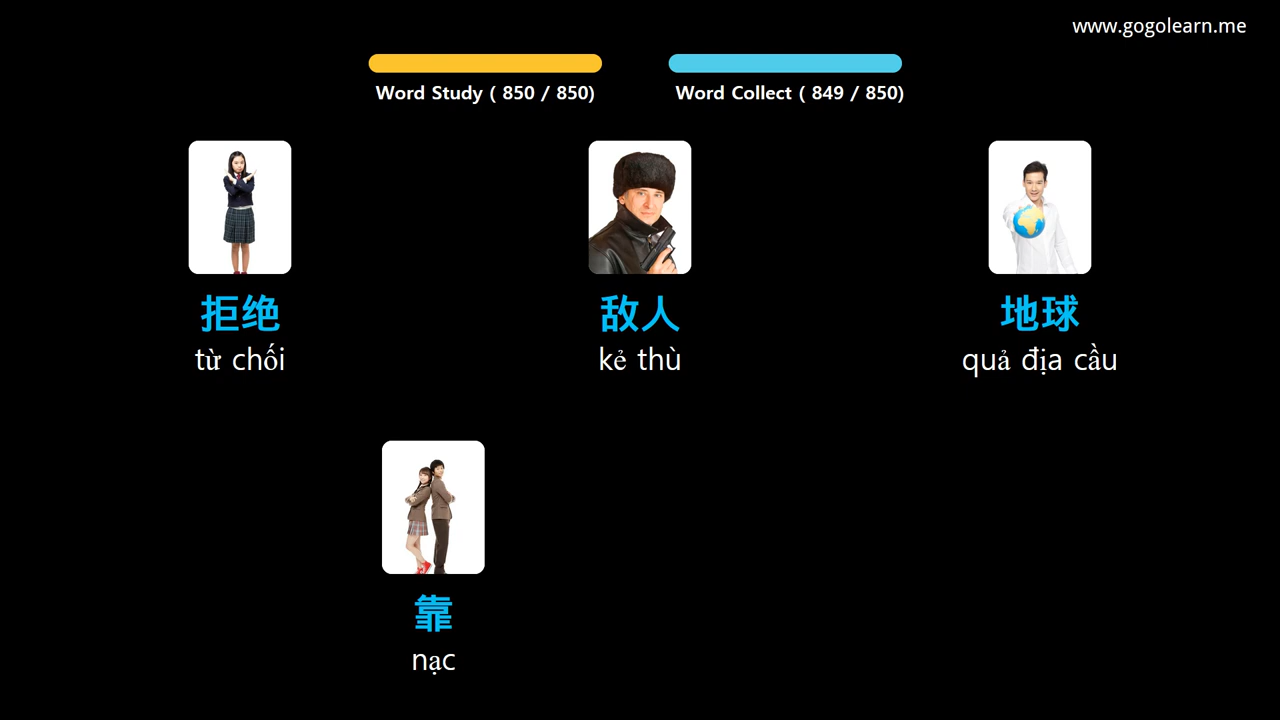 www.gogolearn.me
Word Study ( 850 / 850)
Word Collect ( 849 / 850)
拒绝
từ chối
敌人
kẻ thù
地球
quả địa cầu
靠
nạc